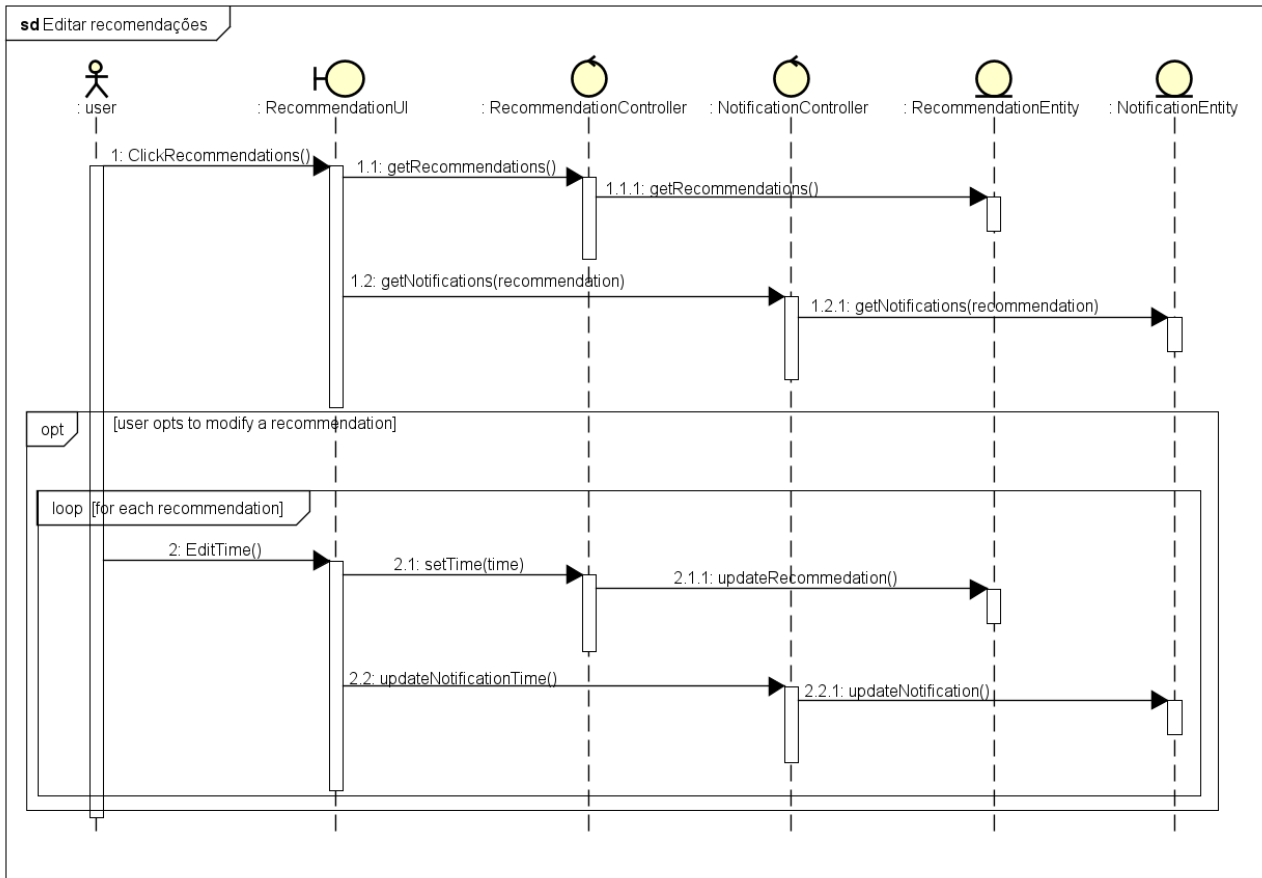 sd Editar recomendações
: user
: RecommendationUI
: RecommendationController
: NotificationController
: RecommendationEntity
: NotificationEntity
1: ClickRecommendations()
1.1: getRecommendations()
1.1.1: getRecommendations()
1.2: getNotifications(recommendation)
1.2.1: getNotifications(recommendation)
opt
[user opts to modify a recommendation]
loop [for each recommendation]
2: EditTime()
2.1: setTime(time)
2.1.1: updateRecommedation()
2.2: updateNotificationTime()
2.2.1: updateNotification()